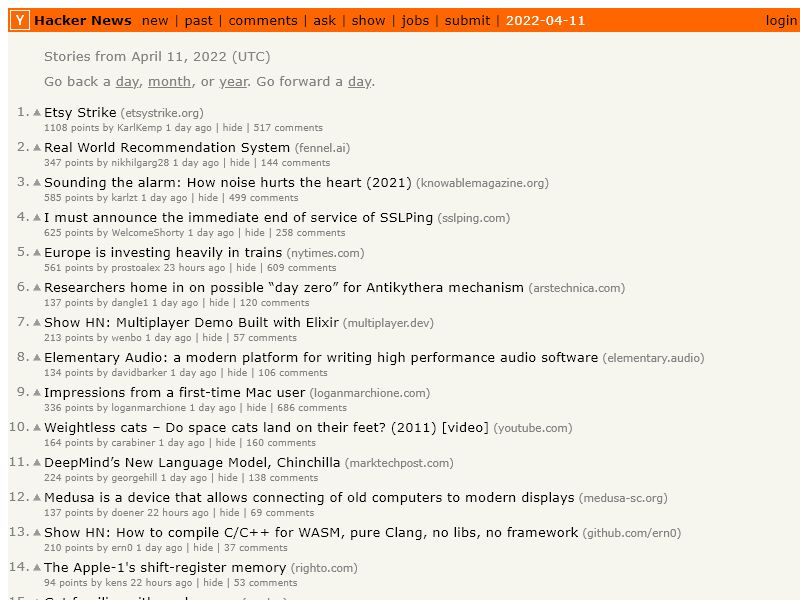 Y Hacker News new | past | comments | ask | show | jobs | submit | 2022-04-11 login
Stories from April 11, 2022 (UTC)
Go back a day, month, or year. Go forward a day.
1. Etsy Strike (etsystrike.org)
1108 points by KarlKemp 1 day ago | hide | 517 comments
2. Real World Recommendation System (fennel.ai)
347 points by nikhilgarg28 1 day ago | hide | 144 comments
3. Sounding the alarm: How noise hurts the heart (2021) (knowablemagazine.org)
585 points by karlzt 1 day ago | hide | 499 comments
4. I must announce the immediate end of service of SSLPing (sslping.com)
625 points by WelcomeShorty 1 day ago | hide | 258 comments
5. Europe is investing heavily in trains (nytimes.com)
561 points by prostoalex 23 hours ago | hide | 609 comments
6. Researchers home in on possible “day zero” for Antikythera mechanism (arstechnica.com)
137 points by dangle1 1 day ago | hide | 120 comments
7. Show HN: Multiplayer Demo Built with Elixir (multiplayer.dev)
213 points by wenbo 1 day ago | hide | 57 comments
8. Elementary Audio: a modern platform for writing high performance audio software (elementary.audio)
134 points by davidbarker 1 day ago | hide | 106 comments
9. Impressions from a first-time Mac user (loganmarchione.com)
336 points by loganmarchione 1 day ago | hide | 686 comments
10. Weightless cats – Do space cats land on their feet? (2011) [video] (youtube.com)
164 points by carabiner 1 day ago | hide | 160 comments
11. DeepMind’s New Language Model, Chinchilla (marktechpost.com)
224 points by georgehill 1 day ago | hide | 138 comments
12. Medusa is a device that allows connecting of old computers to modern displays (medusa-sc.org)
137 points by doener 22 hours ago | hide | 69 comments
13. Show HN: How to compile C/C++ for WASM, pure Clang, no libs, no framework (github.com/ern0)
210 points by ern0 1 day ago | hide | 37 comments
14. The Apple-1's shift-register memory (righto.com)
94 points by kens 22 hours ago | hide | 53 comments